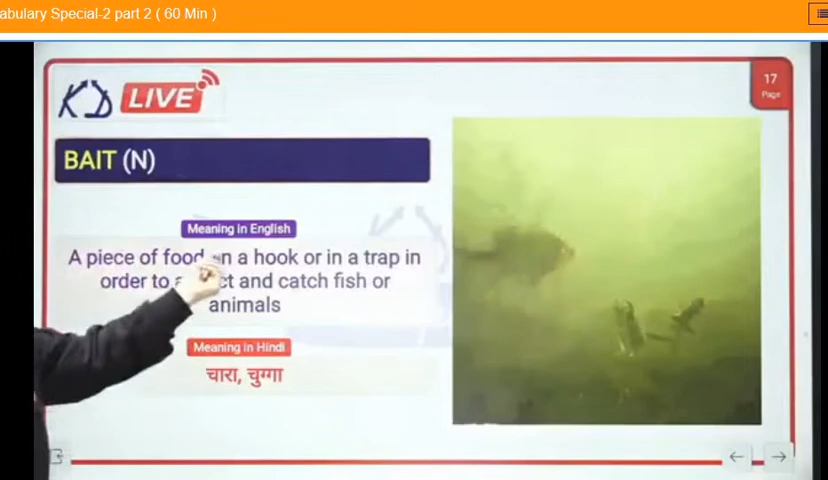 abulary Special-2 part 2 ( 60 Min )
KD LIVE
17
Page
BAIT (N)
Meaning in English
A piece of food on a hook or in a trap in
order to and catch fish or
animals
Meaning in Hindi
चारा, चुग्गा